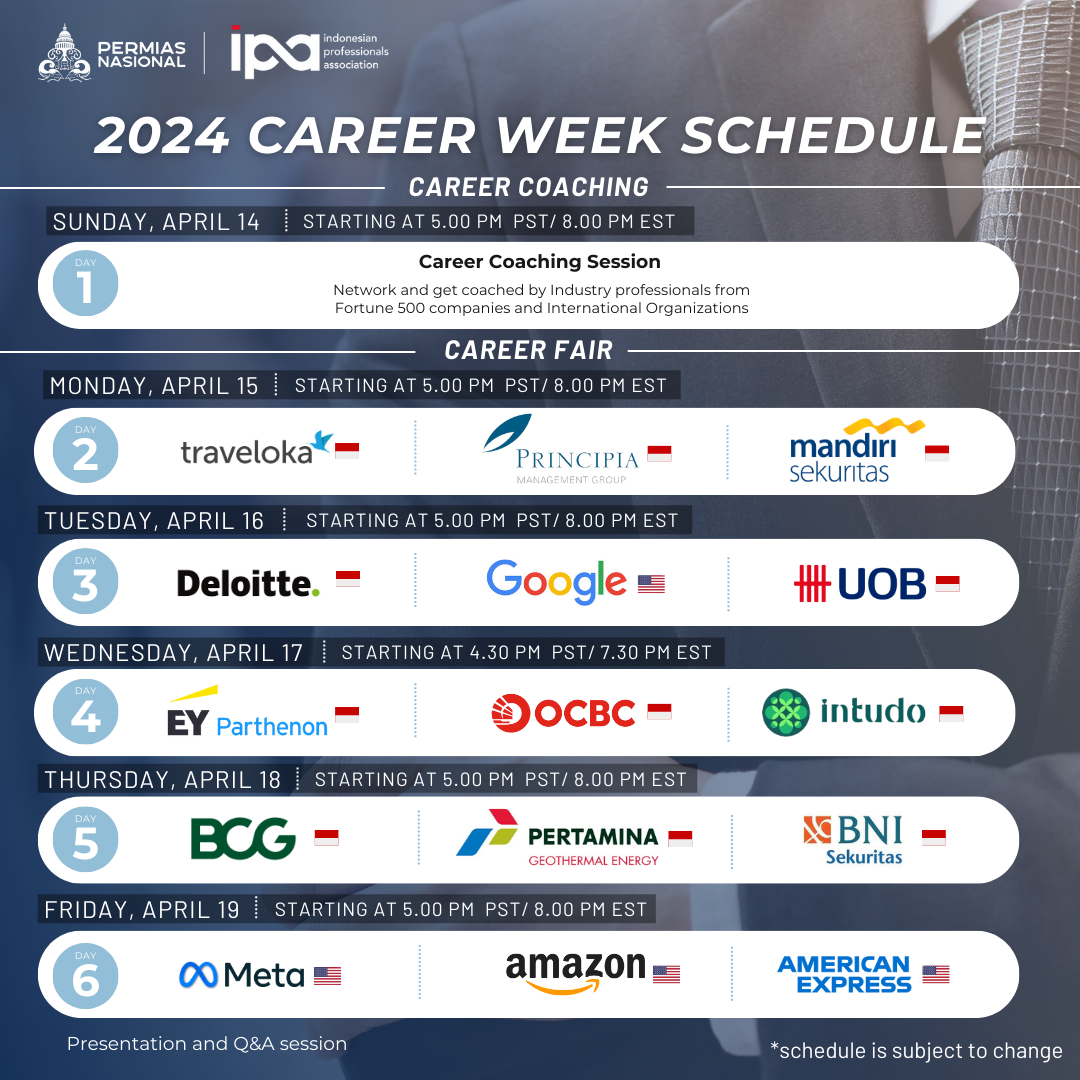 PERMIAS
NASIONAL
ipa
indonesian
professionals
association
2024 CAREER WEEK SCHEDULE
CAREER COACHING
SUNDAY, APRIL 14 STARTING AT 5.00 PM PST/ 8.00 PM EST
DAY
1
Career Coaching Session
Network and get coached by Industry professionals from
Fortune 500 companies and International Organizations
CAREER FAIR
MONDAY, APRIL 15 STARTING AT 5.00 PM PST/ 8.00 PM EST
DAY
2
traveloka
PRINCIPIA
MANAGEMENT GROUP
mandiri
sekuritas
TUESDAY, APRIL 16 STARTING AT 5.00 PM PST/ 8.00 PM EST
DAY
3
Deloitte.
Google
UOB
WEDNESDAY, APRIL 17 STARTING AT 4.30 PM PST/ 7.30 PM EST
DAY
4
EY Parthenon
OCBC
intudo
THURSDAY, APRIL 18 STARTING AT 5.00 PM PST/ 8.00 PM EST
DAY
5
BCG
PERTAMINA
GEOTHERMAL ENERGY
BNI
Sekuritas
FRIDAY, APRIL 19 STARTING AT 5.00 PM PST/ 8.00 PM EST
DAY
6
Meta
amazon
AMERICAN
EXPRESS
Presentation and Q&A session
*schedule is subject to change